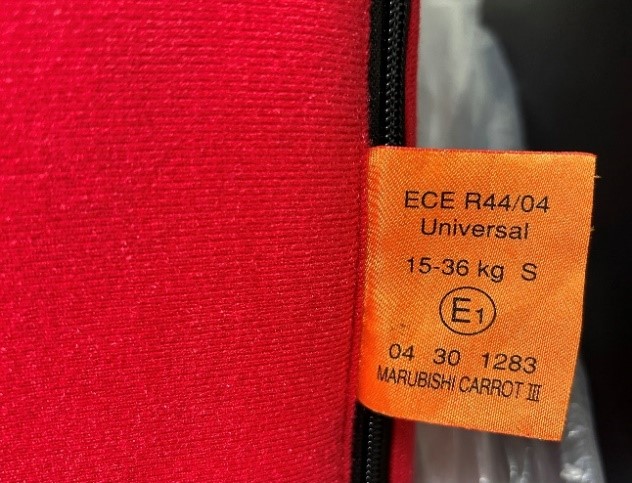 ECE R44/04
Universal
15-36 kg S
E1
04 30 1283
MARUBISHI CARROT III